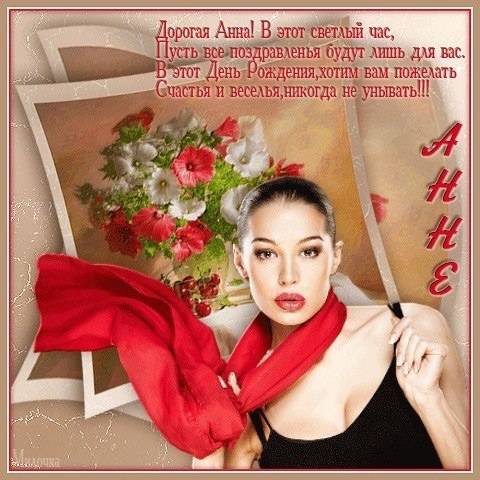 Дорогая Анна! В этот светлый час,
Пусть все поздравленья будут лишь для вас.
В этот День Рождения,хотим вам пожелать
Счастья и веселья,никогда не унывать!!!
АННЕ
Милочка